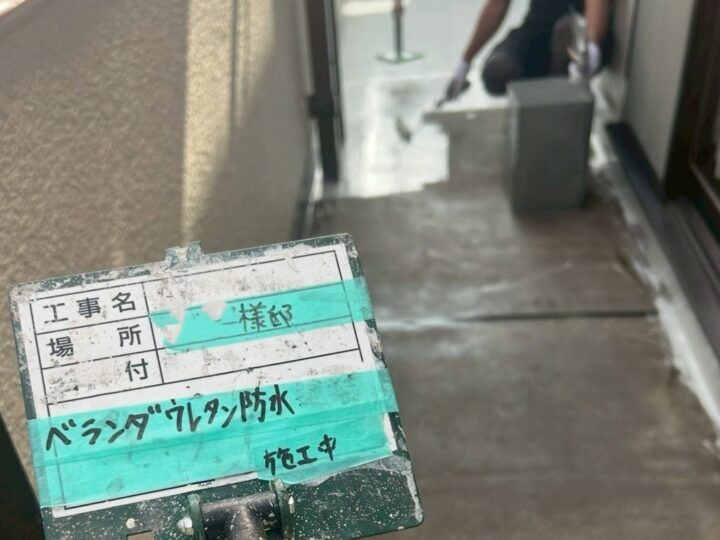 工事名
様邸
場所
付
ベランダウレタン防水
施工中